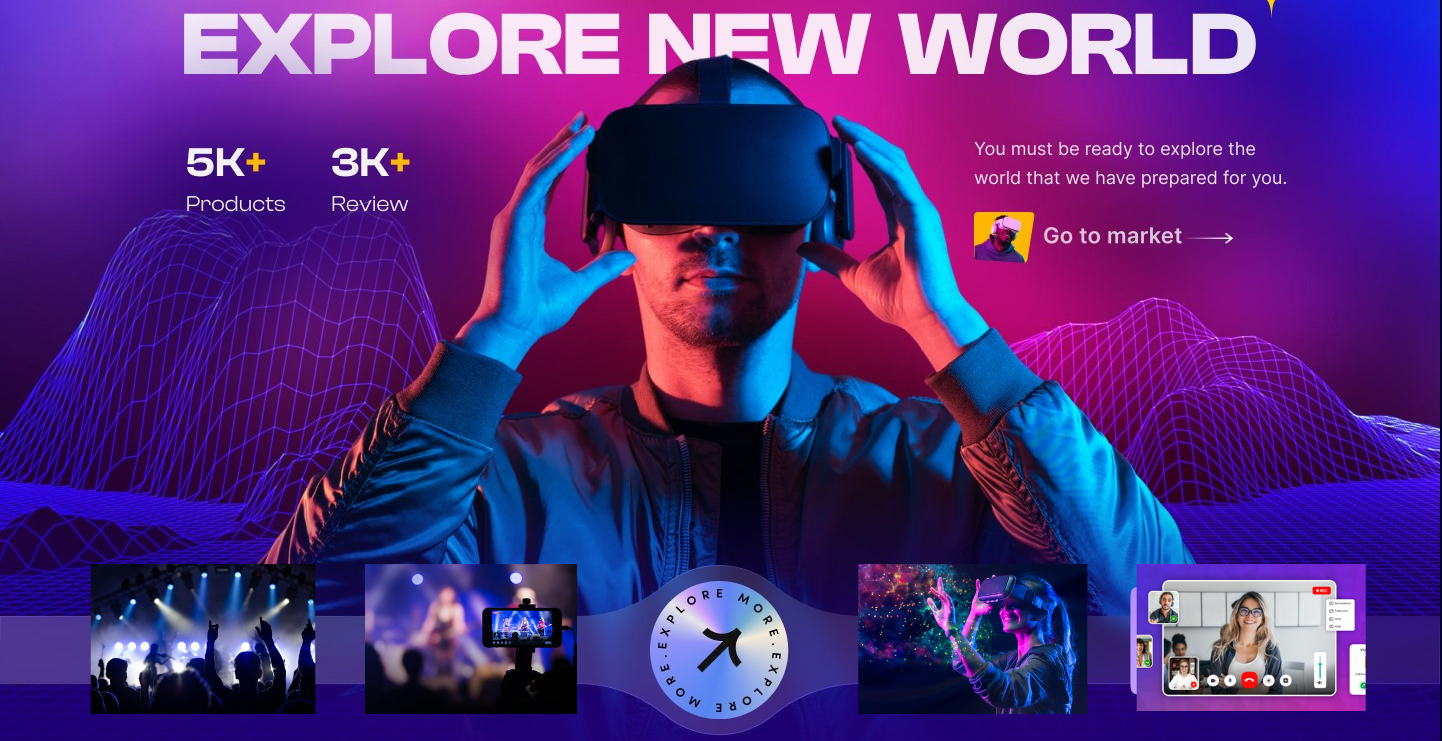 EXPLORE NEW WORLD
5K+
3K+
Products
Review
You must be ready to explore the
world that we have prepared for you.
Go to market
EXPLORE MORE · EXPLORE MORE ·
REC